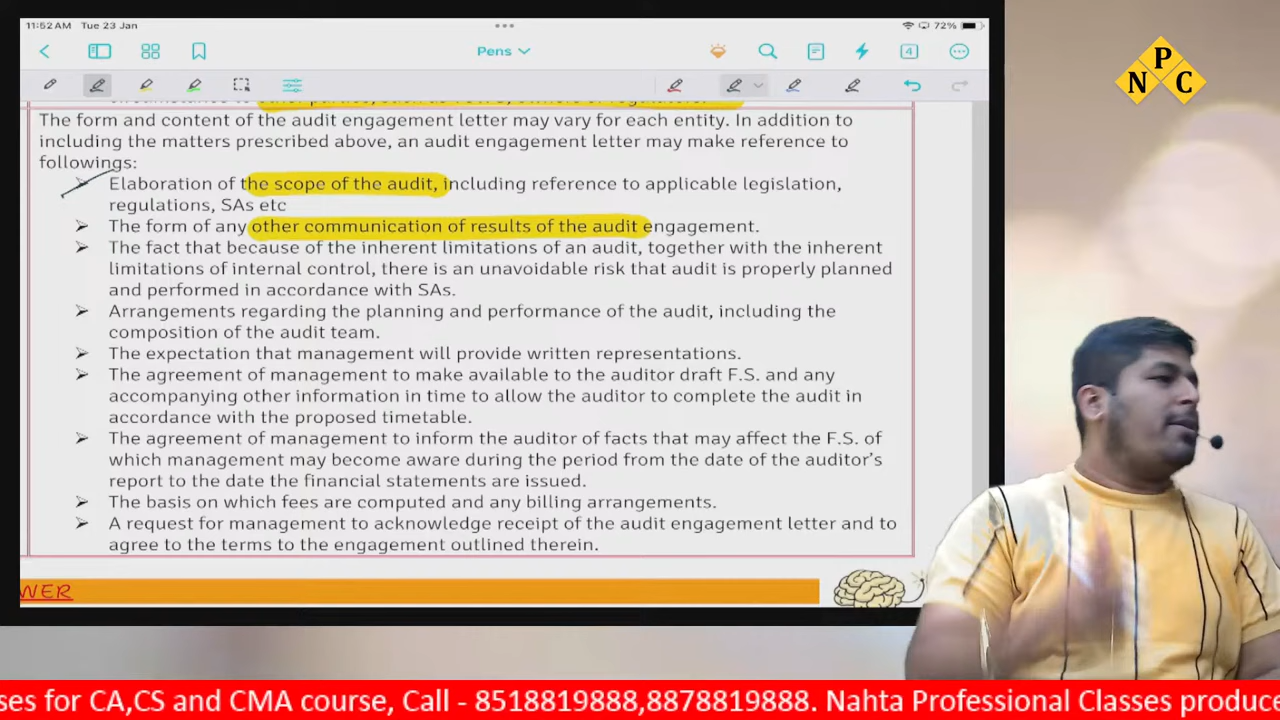 11:52 AM Tue 23 Jan
72%
Pens
4
N P C
The form and content of the audit engagement letter may vary for each entity. In addition to
including the matters prescribed above, an audit engagement letter may make reference to
followings:
➤ Elaboration of the scope of the audit, including reference to applicable legislation,
regulations, SAs etc
➤ The form of any other communication of results of the audit engagement.
➤ The fact that because of the inherent limitations of an audit, together with the inherent
limitations of internal control, there is an unavoidable risk that audit is properly planned
and performed in accordance with SAs.
➤ Arrangements regarding the planning and performance of the audit, including the
composition of the audit team.
➤ The expectation that management will provide written representations.
➤ The agreement of management to make available to the auditor draft F.S. and any
accompanying other information in time to allow the auditor to complete the audit in
accordance with the proposed timetable.
➤ The agreement of management to inform the auditor of facts that may affect the F.S. of
which management may become aware during the period from the date of the auditor's
report to the date the financial statements are issued.
➤ The basis on which fees are computed and any billing arrangements.
➤ A request for management to acknowledge receipt of the audit engagement letter and to
agree to the terms to the engagement outlined therein.
WER
ses for CA,CS and CMA course, Call - 8518819888,8878819888. Nahta Professional Classes produce